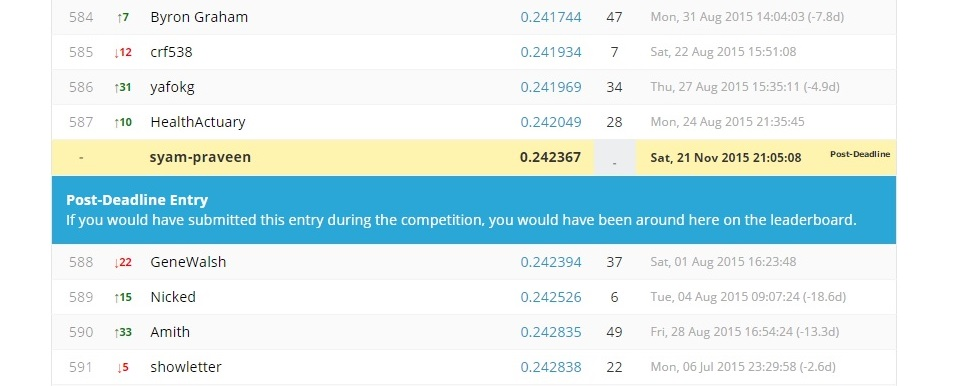 584 ↑7 Byron Graham 0.241744 47 Mon, 31 Aug 2015 14:04:03 (-7.8d)
585 ↓12 crf538 0.241934 7 Sat, 22 Aug 2015 15:51:08
586 ↑31 yafokg 0.241969 34 Thu, 27 Aug 2015 15:35:11 (-4.9d)
587 ↑10 HealthActuary 0.242049 28 Mon, 24 Aug 2015 21:35:45
- syam-praveen 0.242367 - Sat, 21 Nov 2015 21:05:08 Post-Deadline
Post-Deadline Entry
If you would have submitted this entry during the competition, you would have been around here on the leaderboard.
588 ↓22 GeneWalsh 0.242394 37 Sat, 01 Aug 2015 16:23:48
589 ↑15 Nicked 0.242526 6 Tue, 04 Aug 2015 09:07:24 (-18.6d)
590 ↑33 Amith 0.242835 49 Fri, 28 Aug 2015 16:54:24 (-13.3d)
591 ↓5 showletter 0.242838 22 Mon, 06 Jul 2015 23:29:58 (-2.6d)